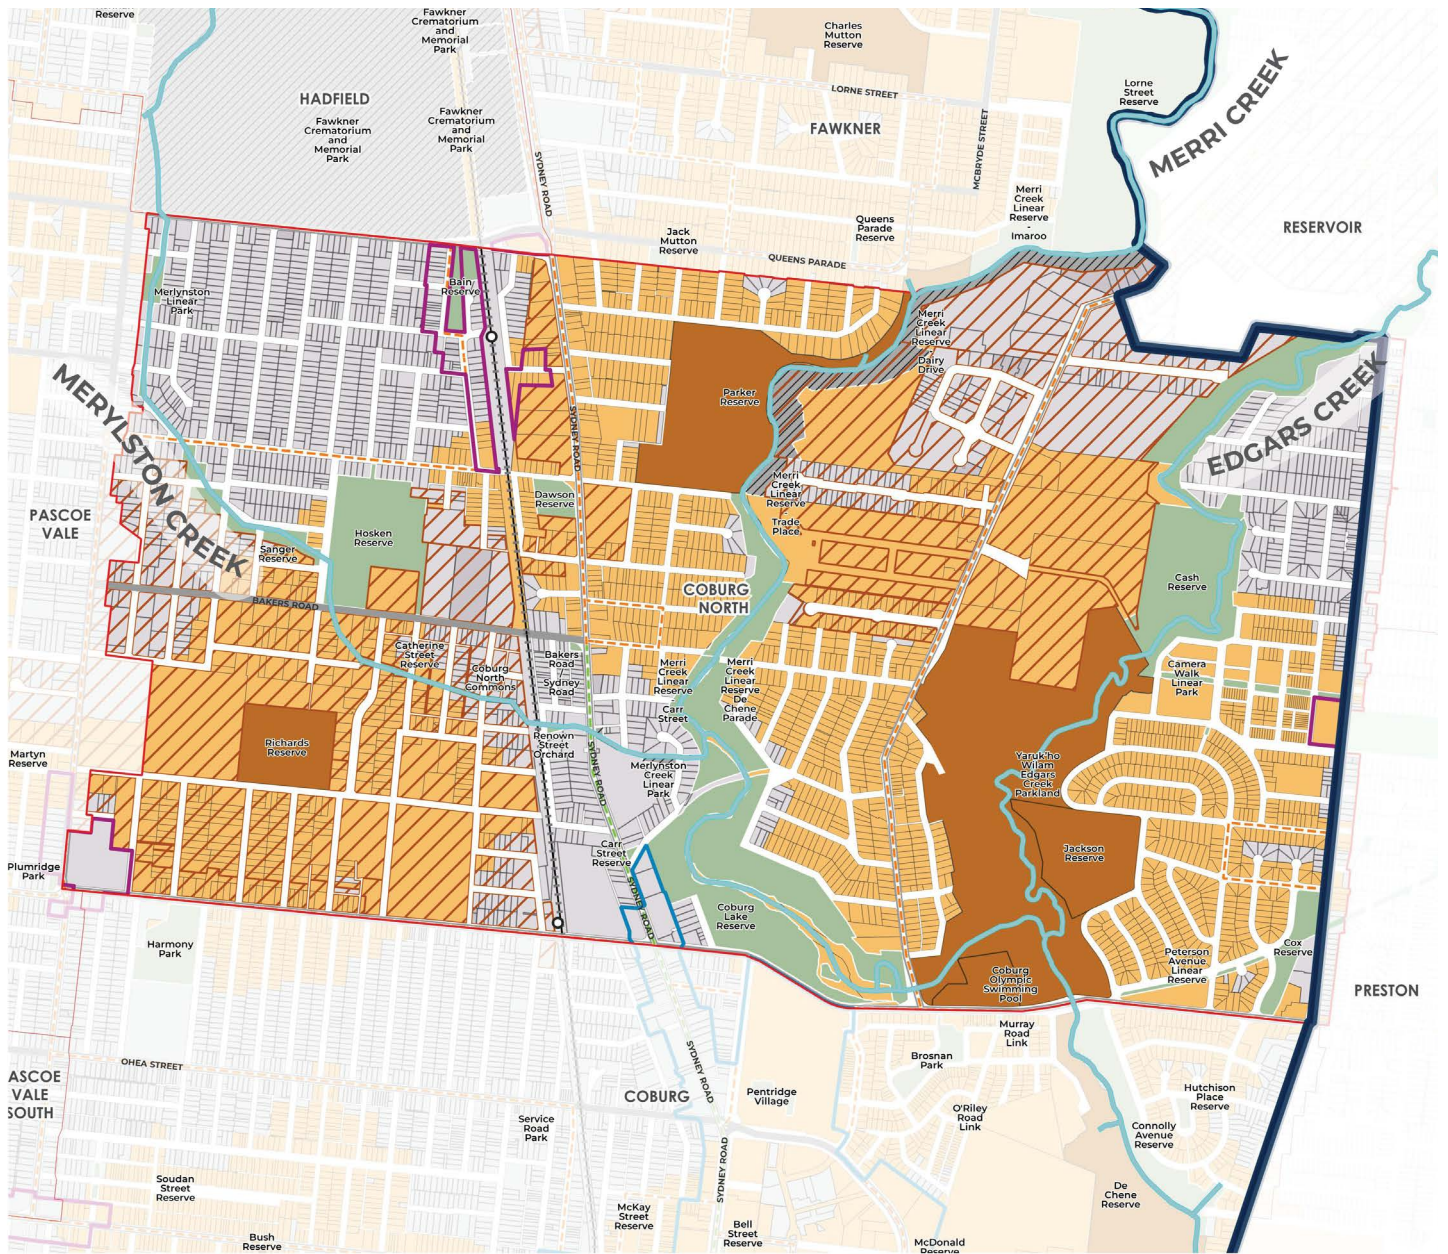 Reserve
Fawkner
Crematorium
and
Memorial
Park
Charles
Mutton
Reserve
HADFIELD
Fawkner
Crematorium
and
Memorial
Park
Fawkner
Crematorium
and
Memorial
Park
LORNE STREET
FAWKNER
Lorne
Street
Reserve
MERRI CREEK
SYDNEY ROAD
MCBRYDE STREET
Merri
Creek
Linear
Reserve
-
Imaroo
Queens
Parade
Reserve
RESERVOIR
Jack
Mutton
Reserve
QUEENS PARADE
Bain
Reserve
Merlynston
Linear
Park
Merri
Creek
Linear
Reserve
-
Dairy
Drive
MERYLSTON CREEK
Parker
Reserve
EDGARS CREEK
SYDNEY ROAD
Merri
Creek
Linear
Reserve
-
Trade
Place
Dawson
Reserve
PASCOE
VALE
Hosken
Reserve
Sanger
Reserve
Cash
Reserve
COBURG
NORTH
BAKERS ROAD
Catherine
Street
Reserve
Coburg
North
Commons
Bakers
Road
/
Sydney
Road
Merri
Creek
Linear
Reserve
-
Carr
Street
Merri
Creek
Linear
Reserve
De
Chene
Parade
Camera
Walk
Linear
Park
Richards
Reserve
Renown
Street
Orchard
Martyn
Reserve
SYDNEY ROAD
Merlynston
Creek
Linear
Park
Yaruk'ho
Wilam
Edgars
Creek
Parkland
Plumridge
Park
Carr
Street
Reserve
Jackson
Reserve
SYDNEY ROAD
Coburg
Lake
Reserve
Harmony
Park
Peterson
Avenue
Linear
Reserve
Cox
Reserve
Coburg
Olympic
Swimming
Pool
PRESTON
Murray
Road
Link
OHEA STREET
SYDNEY ROAD
Brosnan
Park
ASCOE
VALE
SOUTH
COBURG
Pentridge
Village
Hutchison
Place
Reserve
O'Riley
Road
Link
Service
Road
Park
Connolly
Avenue
Reserve
SYDNEY ROAD
Soudan
Street
Reserve
De
Chene
Reserve
McKay
Street
Reserve
Bell
Street
Reserve
Bush
Reserve
McDonald
Reserve